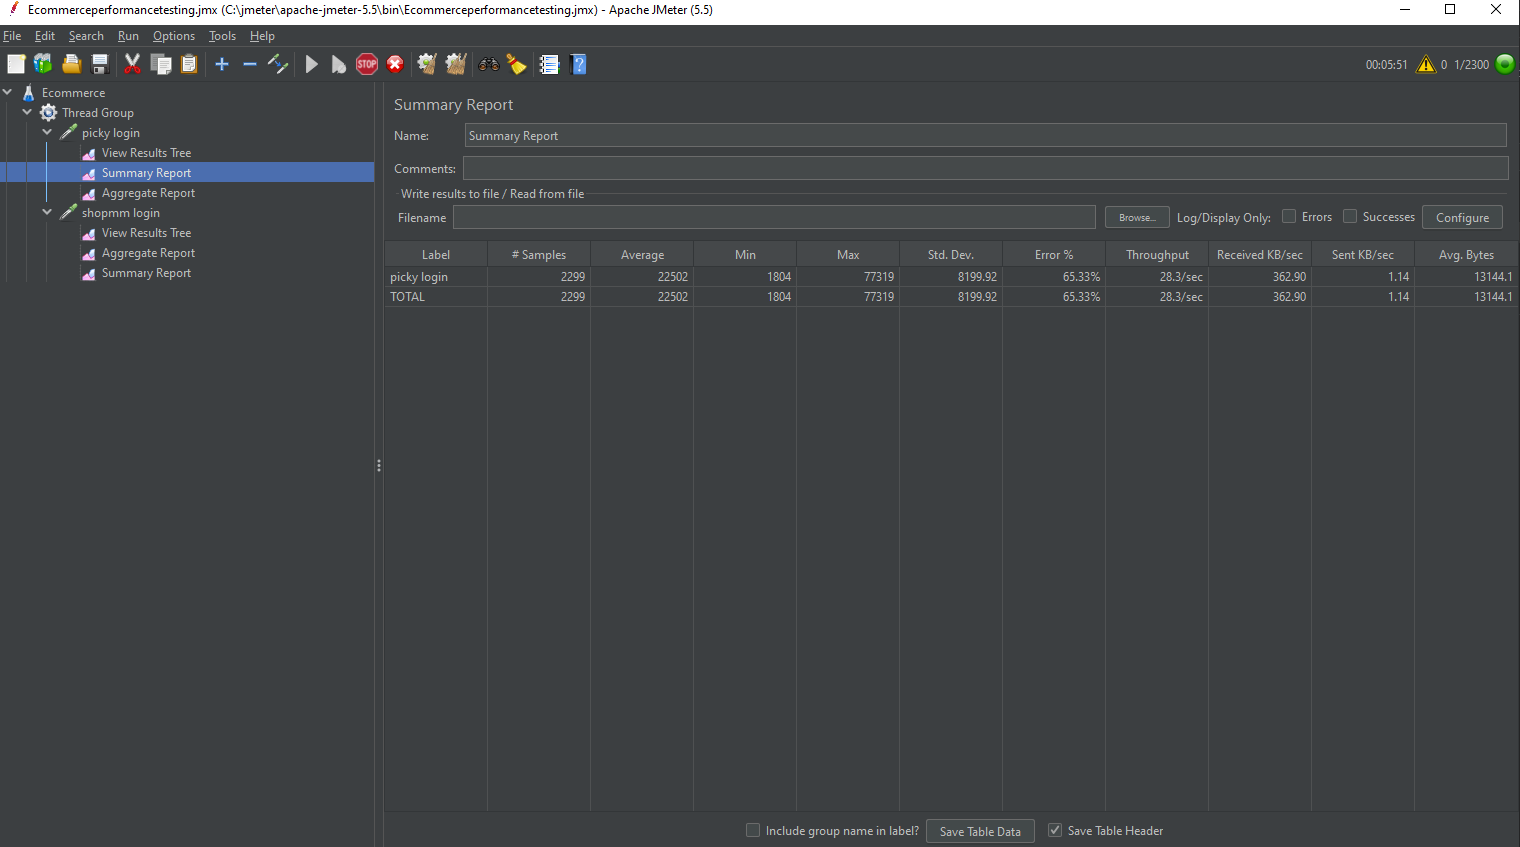 Ecommerceperformancetesting.jmx (C:\jmeter\apache-jmeter-5.5\bin\Ecommerceperformancetesting.jmx) - Apache JMeter (5.5)
File Edit Search Run Options Tools Help
STOP ? 00:05:51 0 1/2300
Ecommerce
Thread Group
picky login
View Results Tree
Summary Report
Aggregate Report
shopmm login
View Results Tree
Aggregate Report
Summary Report
Summary Report
Name: Summary Report
Comments:
Write results to file / Read from file
Filename Browse... Log/Display Only: Errors Successes Configure
Label # Samples Average Min Max Std. Dev. Error % Throughput Received KB/sec Sent KB/sec Avg. Bytes
picky login 2299 22502 1804 77319 8199.92 65.33% 28.3/sec 362.90 1.14 13144.1
TOTAL 2299 22502 1804 77319 8199.92 65.33% 28.3/sec 362.90 1.14 13144.1
Include group name in label? Save Table Data Save Table Header